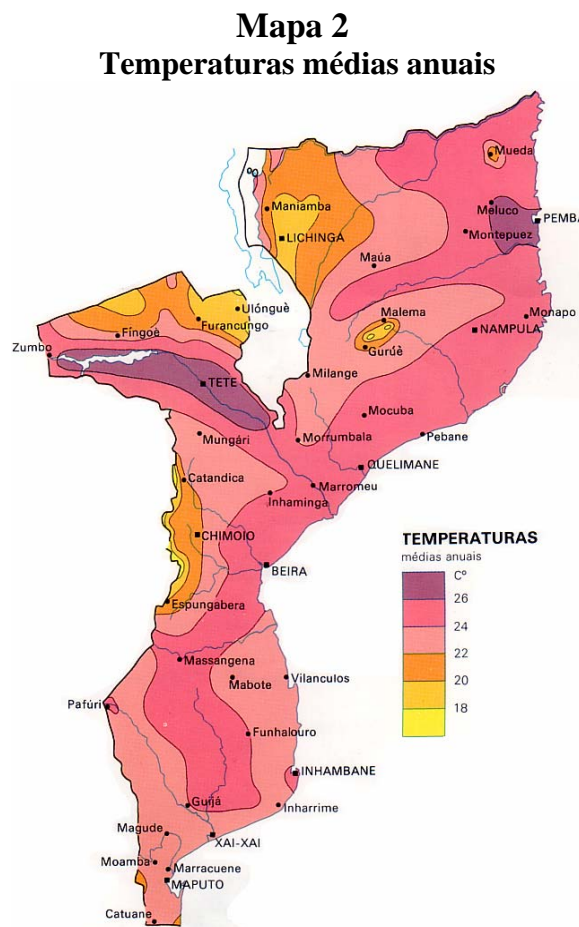 Mapa 2
Temperaturas médias anuais
Mueda
Maniamba
Meluco
PEMBA
LICHINGA
Montepuez
Maúa
Ulónguè
Furancungo
Malema
Monapo
Fíngoè
NAMPULA
Zumbo
Gurúè
TETE
Milange
Mocuba
Mungári
Morrumbala
Pebane
Catandica
QUELIMANE
Marromeu
Inhaminga
CHIMOIO
BEIRA
TEMPERATURAS
médias anuais
C°
26
24
22
20
18
Espungabera
Massangena
Mabote
Vilanculos
Pafúri
Funhalouro
INHAMBANE
Guijá
Inharrime
Magude
XAI-XAI
Moamba
Marracuene
MAPUTO
Catuane